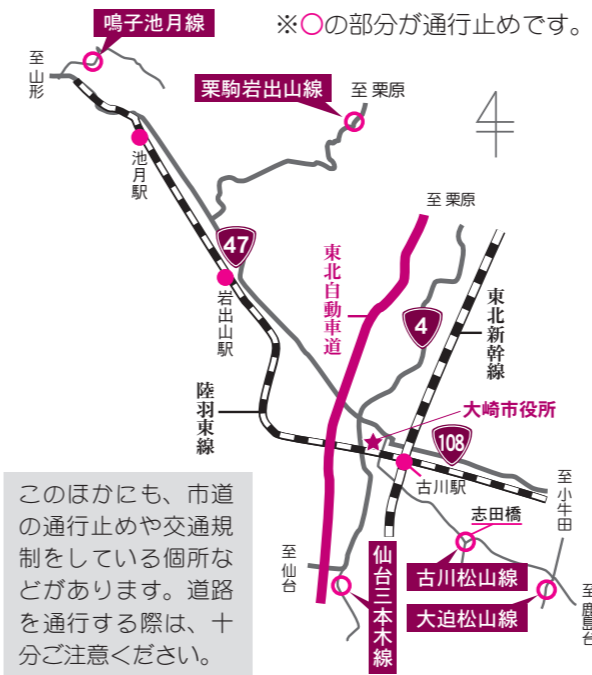 ※○の部分が通行止めです。
鳴子池月線
至山形
栗駒岩出山線
至栗原
池月駅
至栗原
47
東北自動車道
4
東北新幹線
岩出山駅
陸羽東線
大崎市役所
108
古川駅
至小牛田
志田橋
至仙台
仙台三本木線
古川松山線
大迫松山線
至鹿島台
このほかにも、市道
の通行止めや交通規
制をしている個所な
どがあります。道路
を通行する際は、十
分ご注意ください。